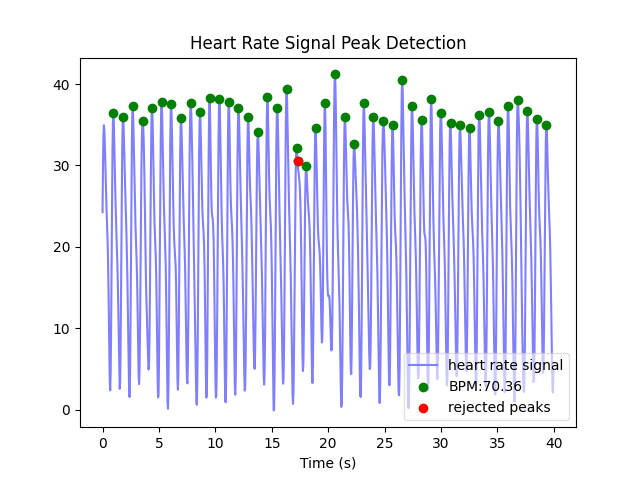 Heart Rate Signal Peak Detection
40
30
20
10
0
heart rate signal
BPM:70.36
rejected peaks
0 5 10 15 20 25 30 35 40
Time (s)